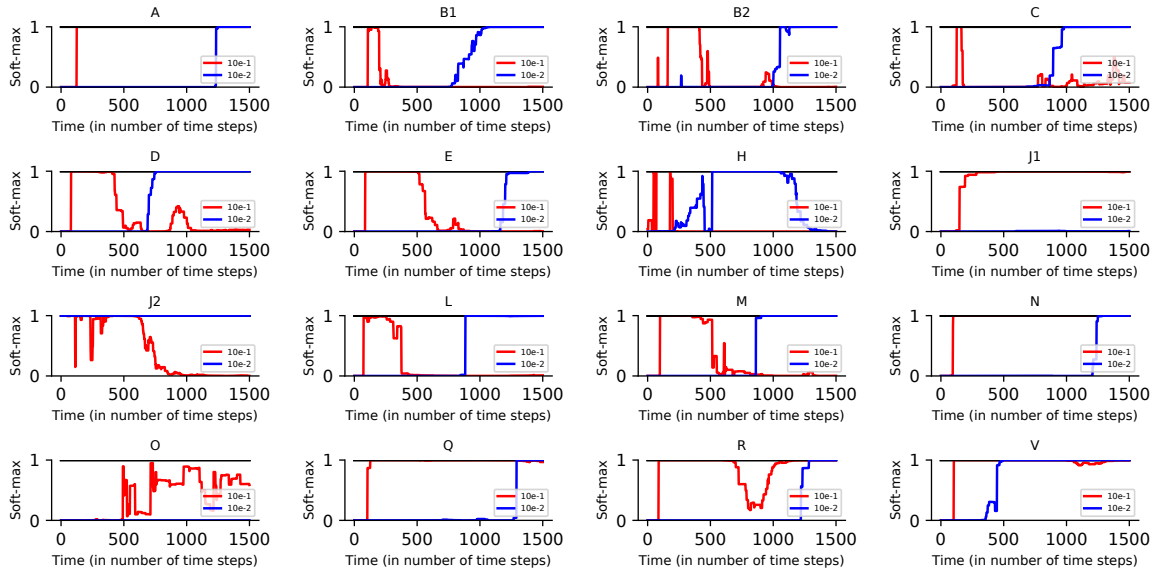 A
B1
B2
C
Soft-max
1
0
10e-1
10e-2
0 500 1000 1500
Time (in number of time steps)
Soft-max
1
0
10e-1
10e-2
0 500 1000 1500
Time (in number of time steps)
Soft-max
1
0
10e-1
10e-2
0 500 1000 1500
Time (in number of time steps)
Soft-max
1
0
10e-1
10e-2
0 500 1000 1500
Time (in number of time steps)
D
E
H
J1
Soft-max
1
0
10e-1
10e-2
0 500 1000 1500
Time (in number of time steps)
Soft-max
1
0
10e-1
10e-2
0 500 1000 1500
Time (in number of time steps)
Soft-max
1
0
10e-1
10e-2
0 500 1000 1500
Time (in number of time steps)
Soft-max
1
0
10e-1
10e-2
0 500 1000 1500
Time (in number of time steps)
J2
L
M
N
Soft-max
1
0
10e-1
10e-2
0 500 1000 1500
Time (in number of time steps)
Soft-max
1
0
10e-1
10e-2
0 500 1000 1500
Time (in number of time steps)
Soft-max
1
0
10e-1
10e-2
0 500 1000 1500
Time (in number of time steps)
Soft-max
1
0
10e-1
10e-2
0 500 1000 1500
Time (in number of time steps)
O
Q
R
V
Soft-max
1
0
10e-1
10e-2
0 500 1000 1500
Time (in number of time steps)
Soft-max
1
0
10e-1
10e-2
0 500 1000 1500
Time (in number of time steps)
Soft-max
1
0
10e-1
10e-2
0 500 1000 1500
Time (in number of time steps)
Soft-max
1
0
10e-1
10e-2
0 500 1000 1500
Time (in number of time steps)